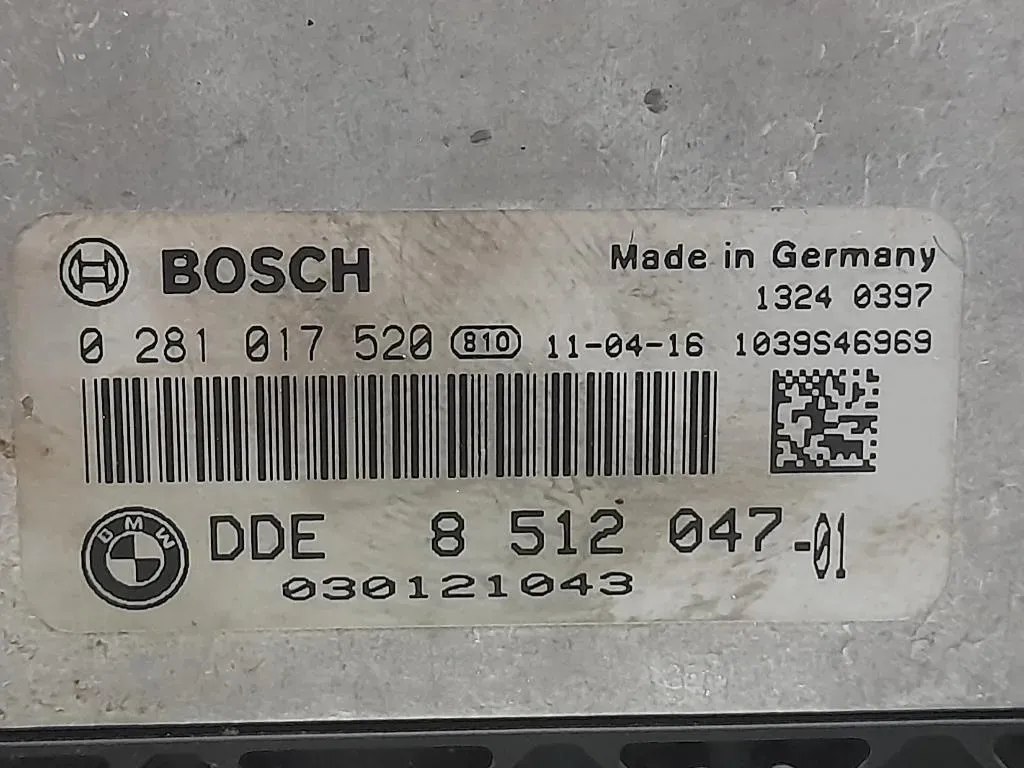 BOSCH
Made in Germany
1324 0397
0 281 017 520 810 11-04-16 1039S46969
BMW
DDE 8 512 047-01
030121043